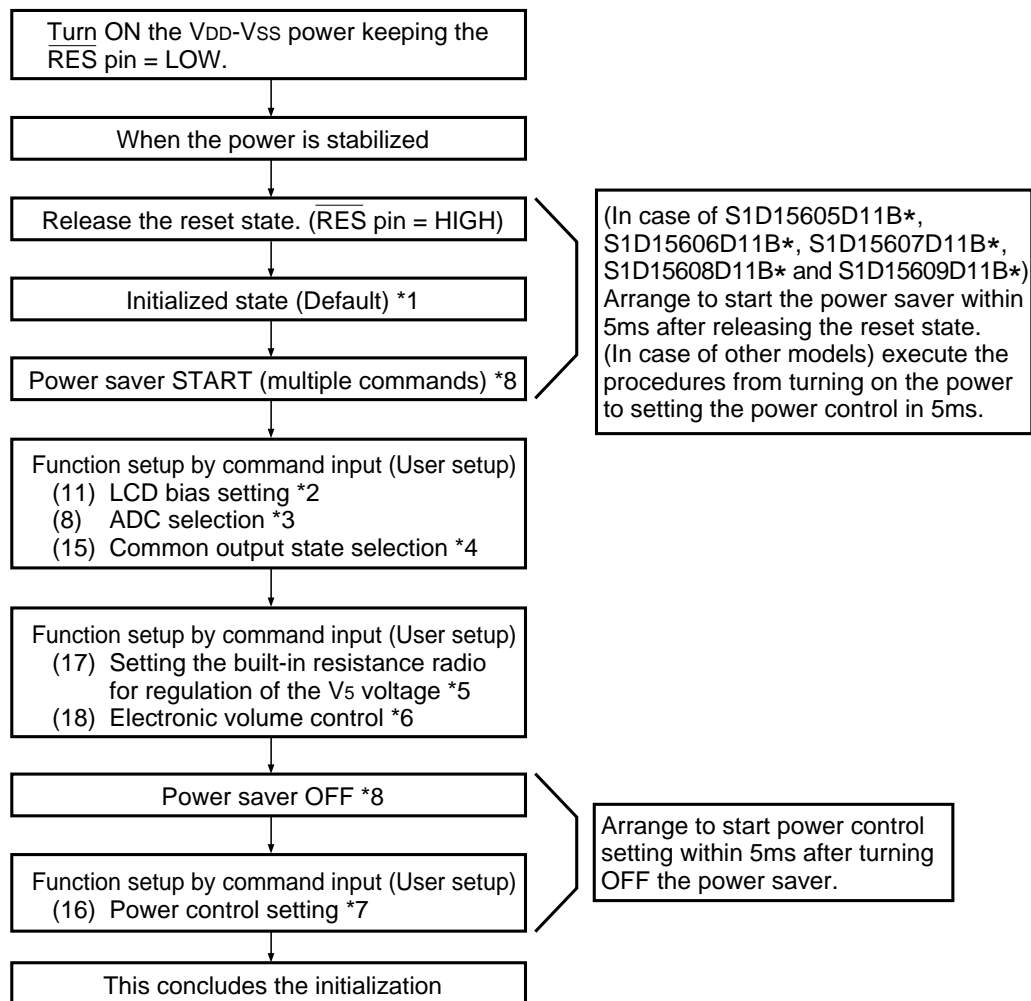 Turn ON the VDD-VSS power keeping the
RES pin = LOW.
When the power is stabilized
Release the reset state. (RES pin = HIGH)
Initialized state (Default) *1
Power saver START (multiple commands) *8
(In case of S1D15605D11B*,
S1D15606D11B*, S1D15607D11B*,
S1D15608D11B* and S1D15609D11B*)
Arrange to start the power saver within
5ms after releasing the reset state.
(In case of other models) execute the
procedures from turning on the power
to setting the power control in 5ms.
Function setup by command input (User setup)
(11) LCD bias setting *2
(8) ADC selection *3
(15) Common output state selection *4
Function setup by command input (User setup)
(17) Setting the built-in resistance radio
for regulation of the V5 voltage *5
(18) Electronic volume control *6
Power saver OFF *8
Function setup by command input (User setup)
(16) Power control setting *7
Arrange to start power control
setting within 5ms after turning
OFF the power saver.
This concludes the initialization